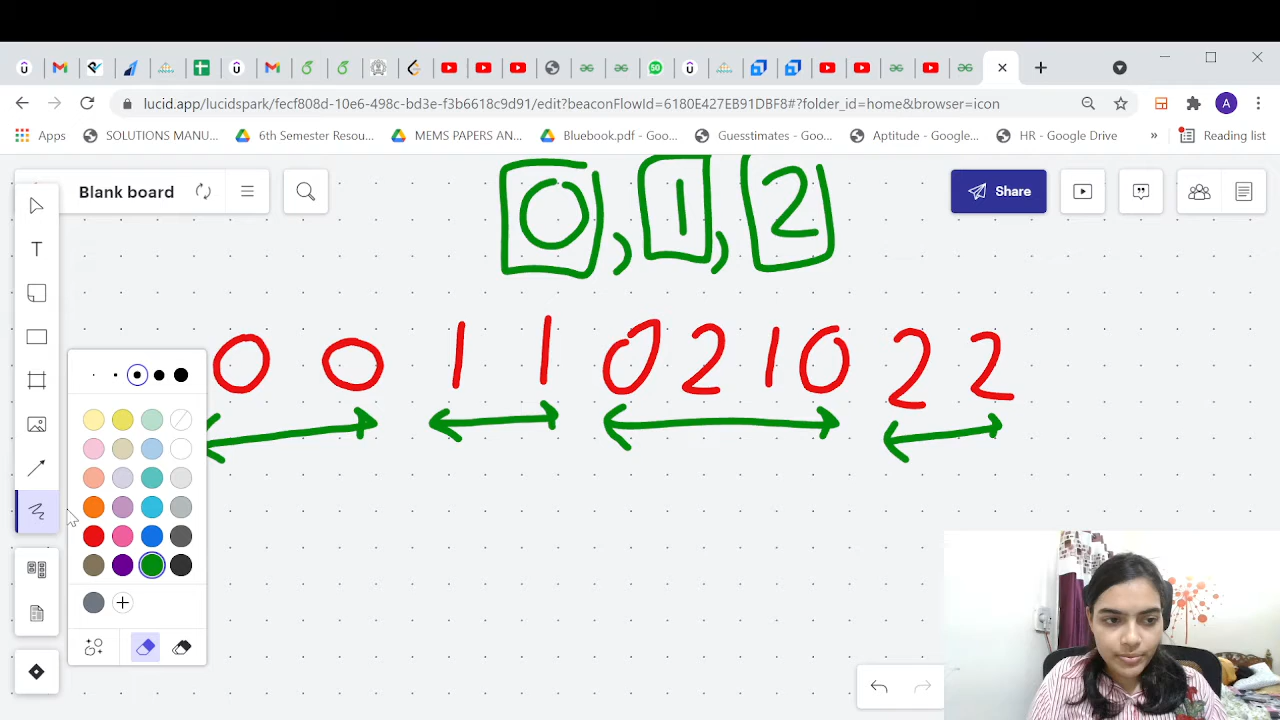 lucid.app/lucidspark/fecf808d-10e6-498c-bd3e-f3b6618c9d91/edit?beaconFlowId=6180E427EB91DBF8#?folder_id=home&browser=icon
A
Apps SOLUTIONS MANU... 6th Semester Resou... MEMS PAPERS AN... Bluebook.pdf - Goo... Guesstimates - Goo... Aptitude - Google... HR - Google Drive » Reading list
Blank board
Share
T
0, 1, 2
0 0 1 1 0 2 1 0 2 2